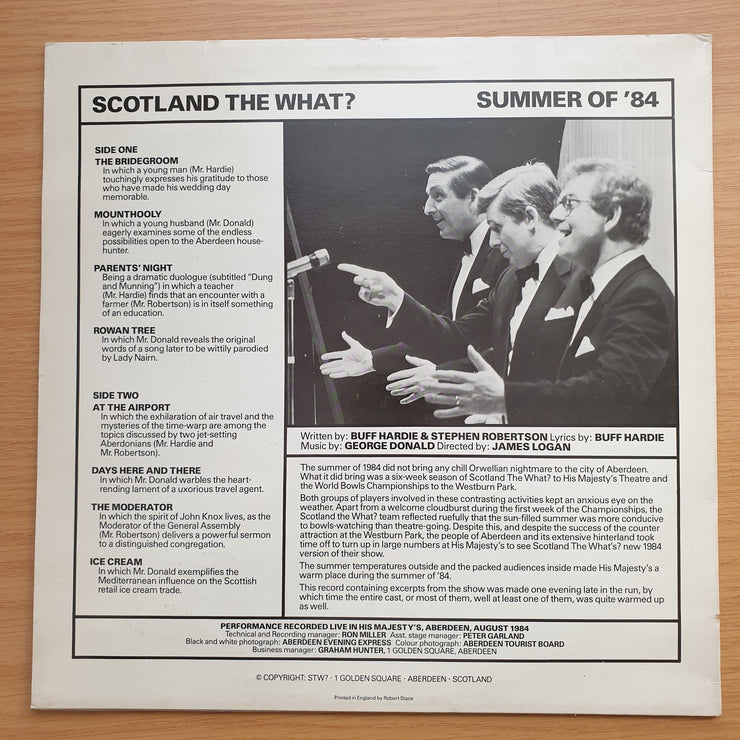 SCOTLAND THE WHAT?
SUMMER OF '84
SIDE ONE
THE BRIDEGROOM
In which a young man (Mr. Hardie)
touchingly expresses his gratitude to those
who have made his wedding day
memorable.
MOUNTHOOLY
In which a young husband (Mr. Donald)
eagerly examines some of the endless
possibilities open to the Aberdeen house-
hunter.
PARENTS' NIGHT
Being a dramatic duologue (subtitled "Dung
and Munning") in which a teacher
(Mr. Hardie) finds that an encounter with a
farmer (Mr. Robertson) is in itself something
of an education.
ROWAN TREE
In which Mr. Donald reveals the original
words of a song later to be wittily parodied
by Lady Nairn.
SIDE TWO
AT THE AIRPORT
In which the exhilaration of air travel and the
mysteries of the time-warp are among the
topics discussed by two jet-setting
Aberdonians (Mr. Hardie and
Mr. Robertson).
DAYS HERE AND THERE
In which Mr. Donald warbles the heart-
rending lament of a uxorious travel agent.
THE MODERATOR
In which the spirit of John Knox lives, as the
Moderator of the General Assembly
(Mr. Robertson) delivers a powerful sermon
to a distinguished congregation.
ICE CREAM
In which Mr. Donald exemplifies the
Mediterranean influence on the Scottish
retail ice cream trade.
Written by: BUFF HARDIE & STEPHEN ROBERTSON Lyrics by: BUFF HARDIE
Music by: GEORGE DONALD Directed by: JAMES LOGAN
The summer of 1984 did not bring any chill Orwellian nightmare to the city of Aberdeen.
What it did bring was a six-week season of Scotland The What? to His Majesty's Theatre and
the World Bowls Championships to the Westburn Park.
Both groups of players involved in these contrasting activities kept an anxious eye on the
weather. Apart from a welcome cloudburst during the first week of the Championships, the
Scotland the What? team reflected ruefully that the sun-filled summer was more conducive
to bowls-watching than theatre-going. Despite this, and despite the success of the counter
attraction at the Westburn Park, the people of Aberdeen and its extensive hinterland took
time off to turn up in large numbers at His Majesty's to see Scotland The What's? new 1984
version of their show.
The summer temperatures outside and the packed audiences inside made His Majesty's a
warm place during the summer of '84.
This record containing excerpts from the show was made one evening late in the run, by
which time the entire cast, or most of them, well at least one of them, was quite warmed up
as well.
PERFORMANCE RECORDED LIVE IN HIS MAJESTY'S, ABERDEEN, AUGUST 1984
Technical and Recording manager: RON MILLER Asst. stage manager: PETER GARLAND
Black and white photograph: ABERDEEN EVENING EXPRESS Colour photograph: ABERDEEN TOURIST BOARD
Business manager: GRAHAM HUNTER, 1 GOLDEN SQUARE, ABERDEEN
© COPYRIGHT: STW? · 1 GOLDEN SQUARE · ABERDEEN · SCOTLAND
Printed in England by Robert Stace